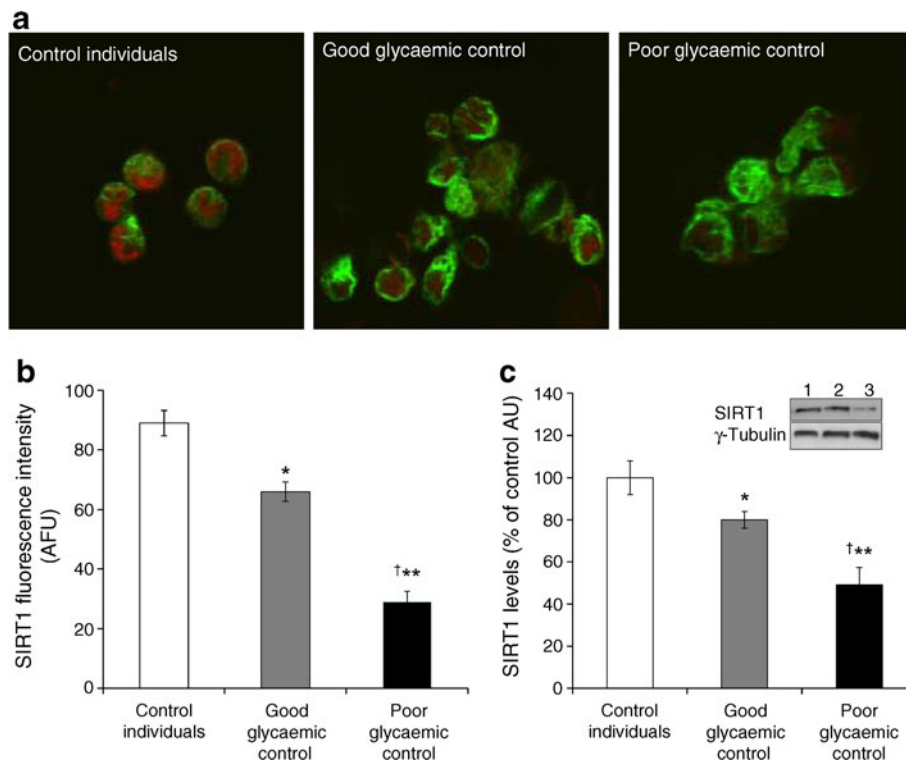 a
Control individuals
Good glycaemic control
Poor glycaemic control
b
SIRT1 fluorescence intensity
(AFU)
100
80
60
40
20
0
*
†**
Control
individuals
Good
glycaemic
control
Poor
glycaemic
control
c
SIRT1 levels (% of control AU)
140
120
100
80
60
40
20
0
1 2 3
SIRT1
γ-Tubulin
*
†**
Control
individuals
Good
glycaemic
control
Poor
glycaemic
control